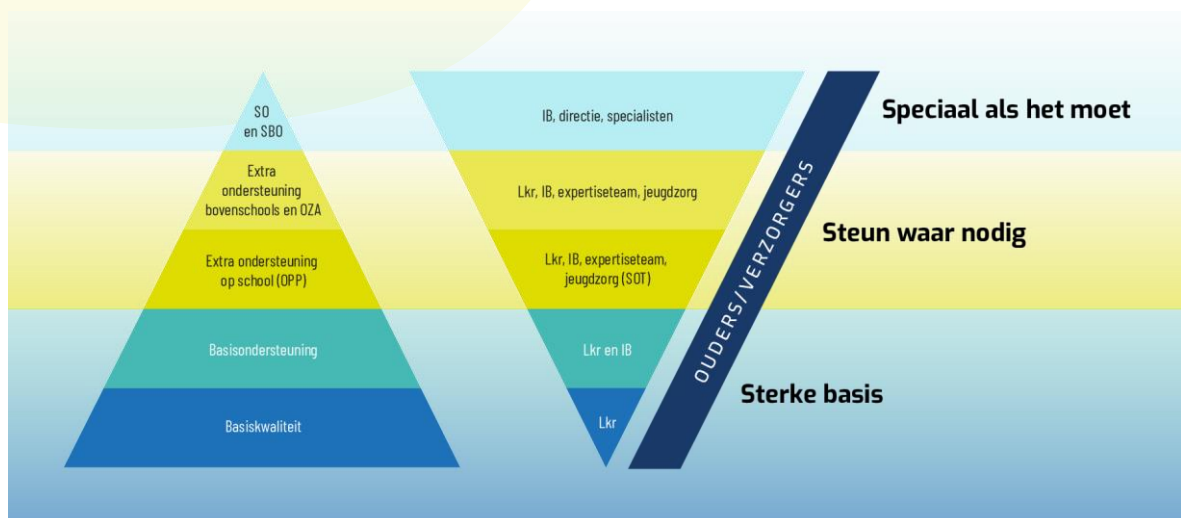 SO
en SBO
Extra
ondersteuning
bovenschools en OZA
Extra ondersteuning
op school (OPP)
Basisondersteuning
Basiskwaliteit
IB, directie, specialisten
Lkr, IB, expertiseteam, jeugdzorg
Lkr, IB, expertiseteam,
jeugdzorg (SOT)
Lkr en IB
Lkr
OUDERS/VERZORGERS
Speciaal als het moet
Steun waar nodig
Sterke basis